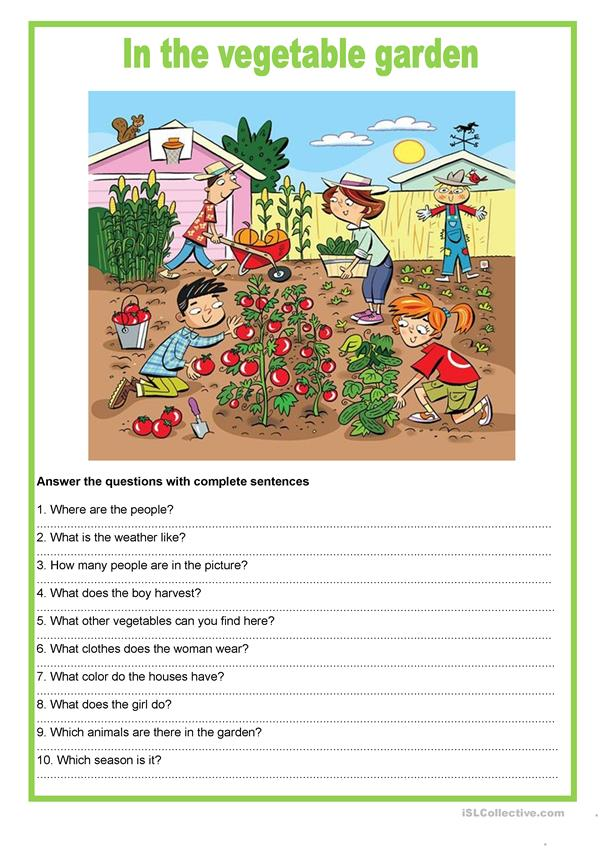 In the vegetable garden
Answer the questions with complete sentences
1. Where are the people?
2. What is the weather like?
3. How many people are in the picture?
4. What does the boy harvest?
5. What other vegetables can you find here?
6. What clothes does the woman wear?
7. What color do the houses have?
8. What does the girl do?
9. Which animals are there in the garden?
10. Which season is it?
iSLCollective.com